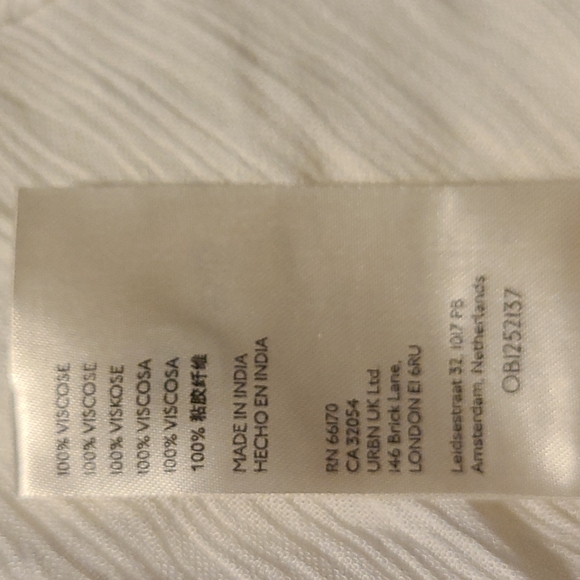 100% VISCOSE
100% VISCOSE
100% VISKOSE
100% VISCOSA
100% VISCOSA
100% 粘胶纤维
MADE IN INDIA
HECHO EN INDIA
RN 66170
CA 32054
URBN UK Ltd.
146 Brick Lane,
LONDON E1 6RU
Leidsestraat 32 1017 PB
Amsterdam, Netherlands
OB1252137